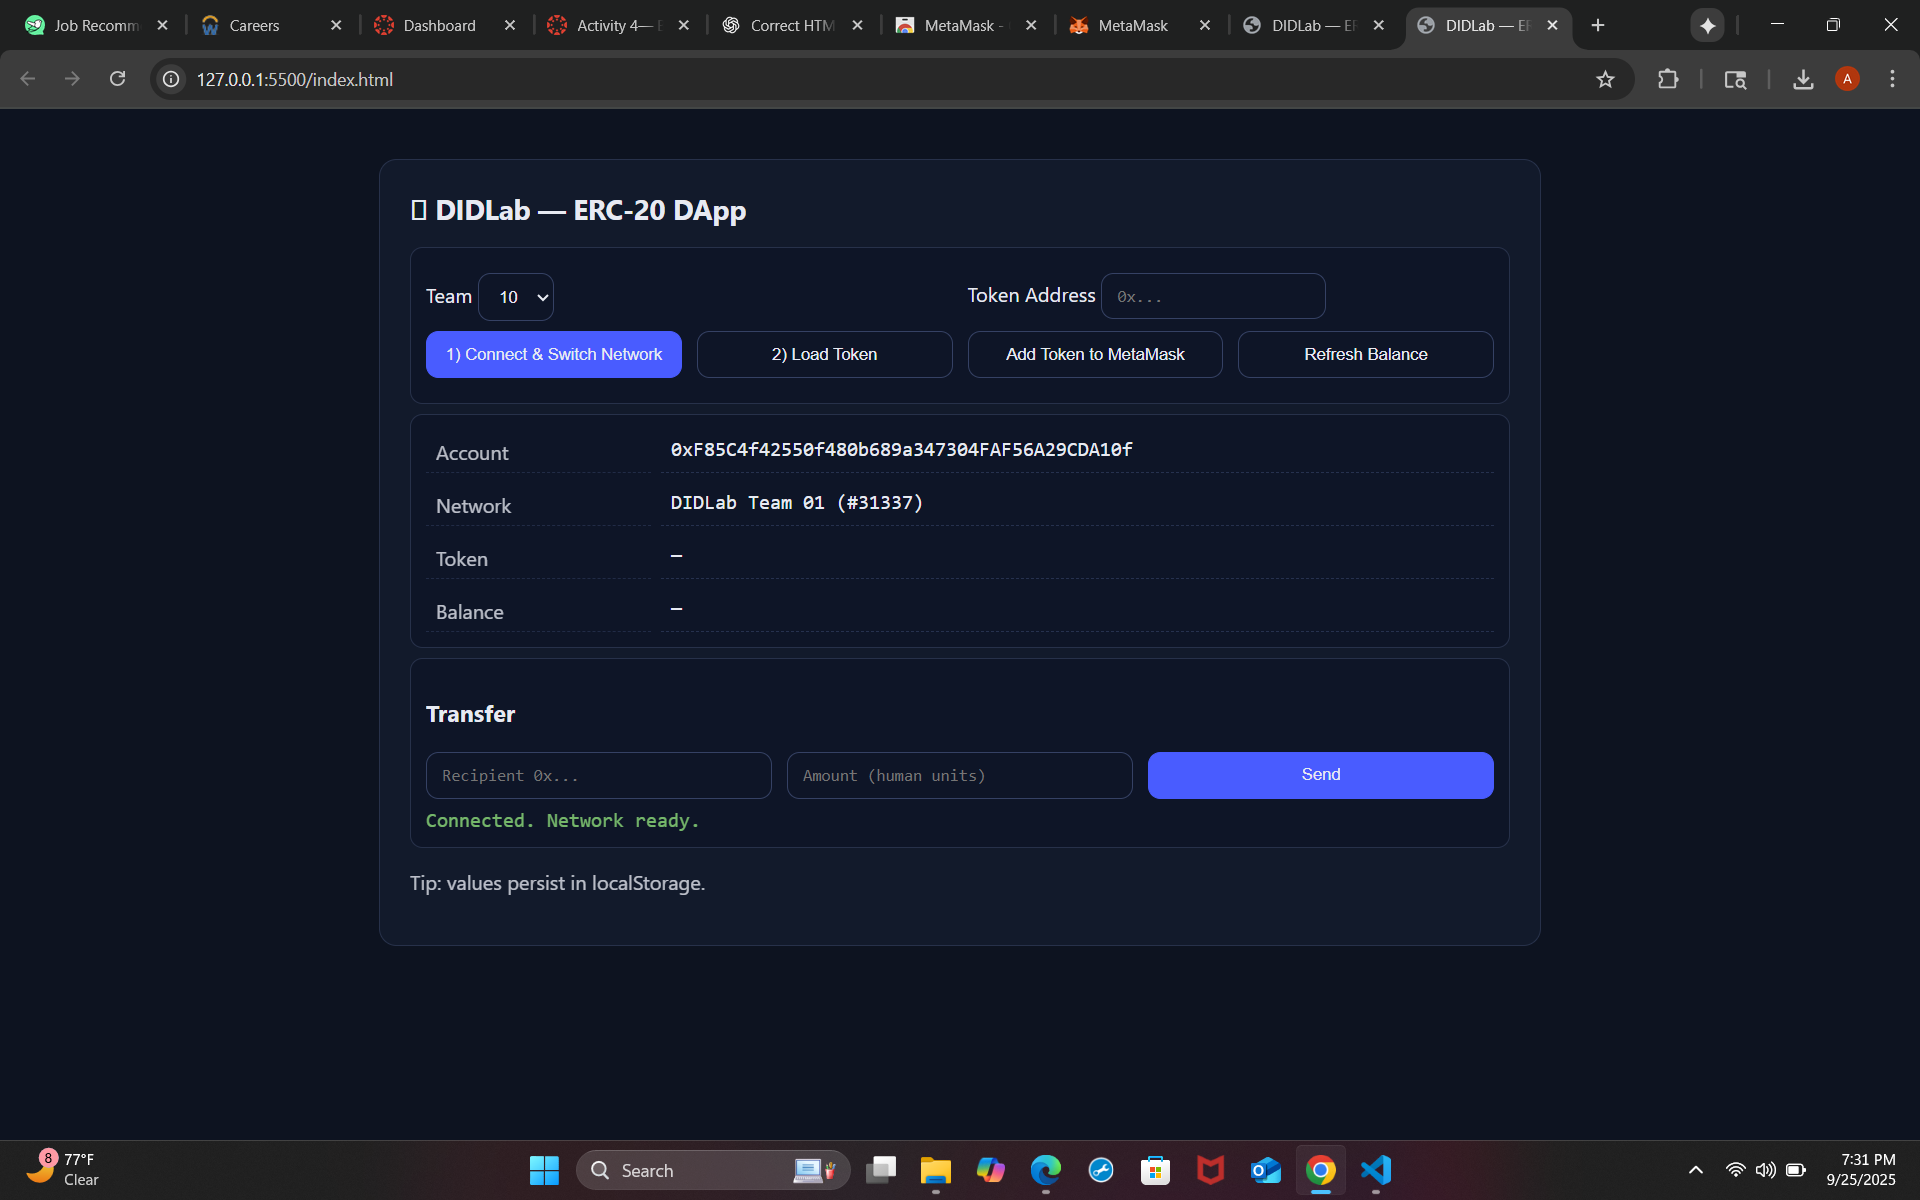 Job Recomm
Careers
Dashboard
Activity 4— E
Correct HTM
MetaMask -
MetaMask
DIDLab — ER
DIDLab — ER
127.0.0.1:5500/index.html
A
DIDLab — ERC-20 DApp
Team 10
Token Address 0x...
1) Connect & Switch Network
2) Load Token
Add Token to MetaMask
Refresh Balance
Account 0xF85C4f42550f480b689a347304FAF56A29CDA10f
Network DIDLab Team 01 (#31337)
Token —
Balance —
Transfer
Recipient 0x...
Amount (human units)
Send
Connected. Network ready.
Tip: values persist in localStorage.
8
77°F
Clear
Search
7:31 PM
9/25/2025